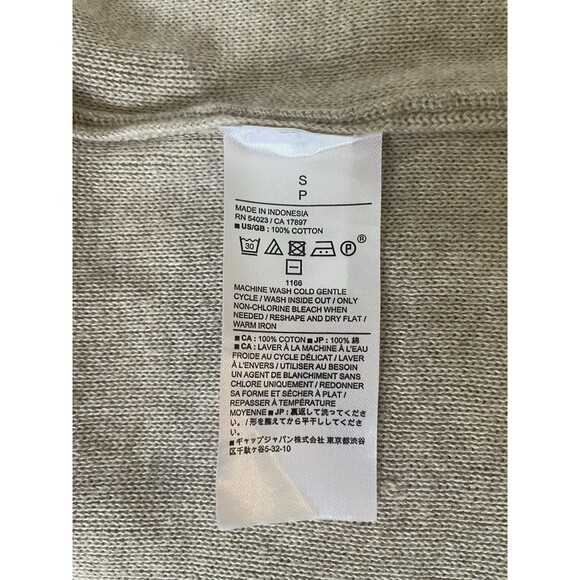 S
P
MADE IN INDONESIA
RN 54023 / CA 17897
■ US/GB : 100% COTTON
30 P ®
1166
MACHINE WASH COLD GENTLE
CYCLE / WASH INSIDE OUT / ONLY
NON-CHLORINE BLEACH WHEN
NEEDED / RESHAPE AND DRY FLAT /
WARM IRON
■ CA : 100% COTON ■ JP : 100% 綿
■ CA : LAVER À LA MACHINE À L'EAU
FROIDE AU CYCLE DÉLICAT / LAVER
À L'ENVERS / UTILISER AU BESOIN
UN AGENT DE BLANCHIMENT SANS
CHLORE UNIQUEMENT / REDONNER
SA FORME ET SÉCHER À PLAT /
REPASSER À TEMPÉRATURE
MOYENNE ■ JP : 裏返して洗ってくださ
い。/ 形を整えてから平干ししてくださ
い。
■ ギャップジャパン株式会社 東京都渋谷
区千駄ヶ谷5-32-10